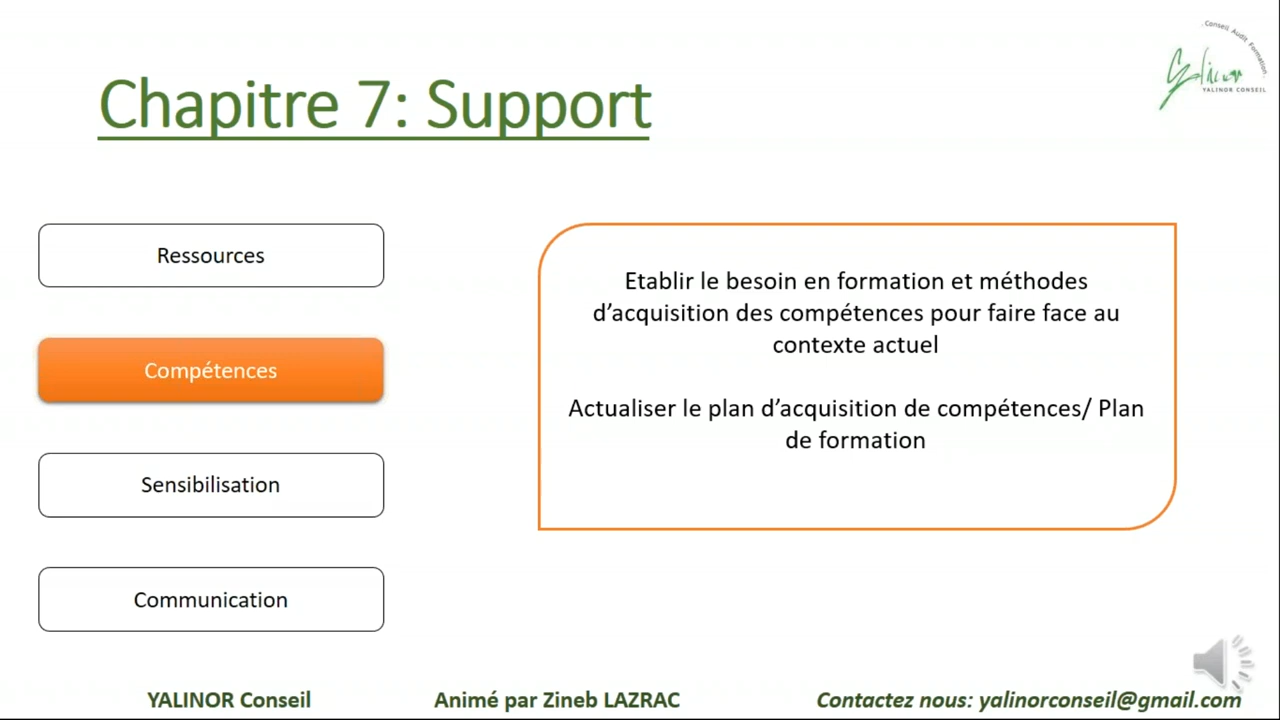 Conseil Audit Formation
Yalinor
YALINOR CONSEIL
Chapitre 7: Support
Ressources
Compétences
Sensibilisation
Communication
Etablir le besoin en formation et méthodes
d’acquisition des compétences pour faire face au
contexte actuel
Actualiser le plan d’acquisition de compétences/ Plan
de formation
YALINOR Conseil
Animé par Zineb LAZRAC
Contactez nous: yalinorconseil@gmail.com